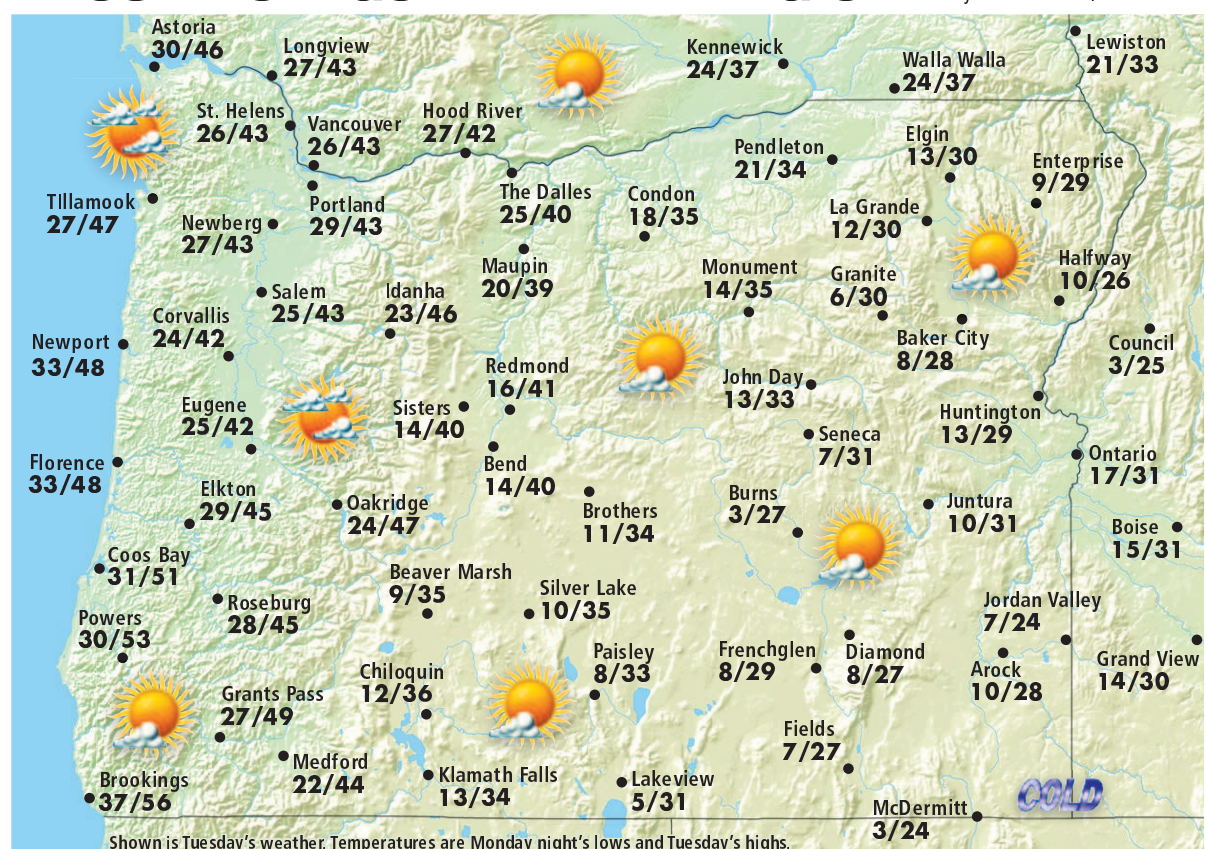 Astoria
30/46
Longview
27/43
Kennewick
24/37
Walla Walla
24/37
Lewiston
21/33
St. Helens
26/43
Vancouver
26/43
Hood River
27/42
Pendleton
21/34
Elgin
13/30
Enterprise
9/29
TIllamook
27/47
Newberg
27/43
Portland
29/43
The Dalles
25/40
Condon
18/35
La Grande
12/30
Maupin
20/39
Monument
14/35
Granite
6/30
Halfway
10/26
Salem
25/43
Idanha
23/46
Corvallis
24/42
Newport
33/48
Baker City
8/28
Council
3/25
Redmond
16/41
John Day
13/33
Eugene
25/42
Sisters
14/40
Huntington
13/29
Seneca
7/31
Florence
33/48
Bend
14/40
Ontario
17/31
Elkton
29/45
Oakridge
24/47
Brothers
11/34
Burns
3/27
Juntura
10/31
Boise
15/31
Coos Bay
31/51
Beaver Marsh
9/35
Silver Lake
10/35
Roseburg
28/45
Powers
30/53
Jordan Valley
7/24
Paisley
8/33
Frenchglen
8/29
Diamond
8/27
Arock
10/28
Grand View
14/30
Chiloquin
12/36
Grants Pass
27/49
Fields
7/27
Medford
22/44
Klamath Falls
13/34
Lakeview
5/31
Brookings
37/56
COLD
McDermitt
3/24
Shown is Tuesday's weather. Temperatures are Monday night's lows and Tuesday's highs.